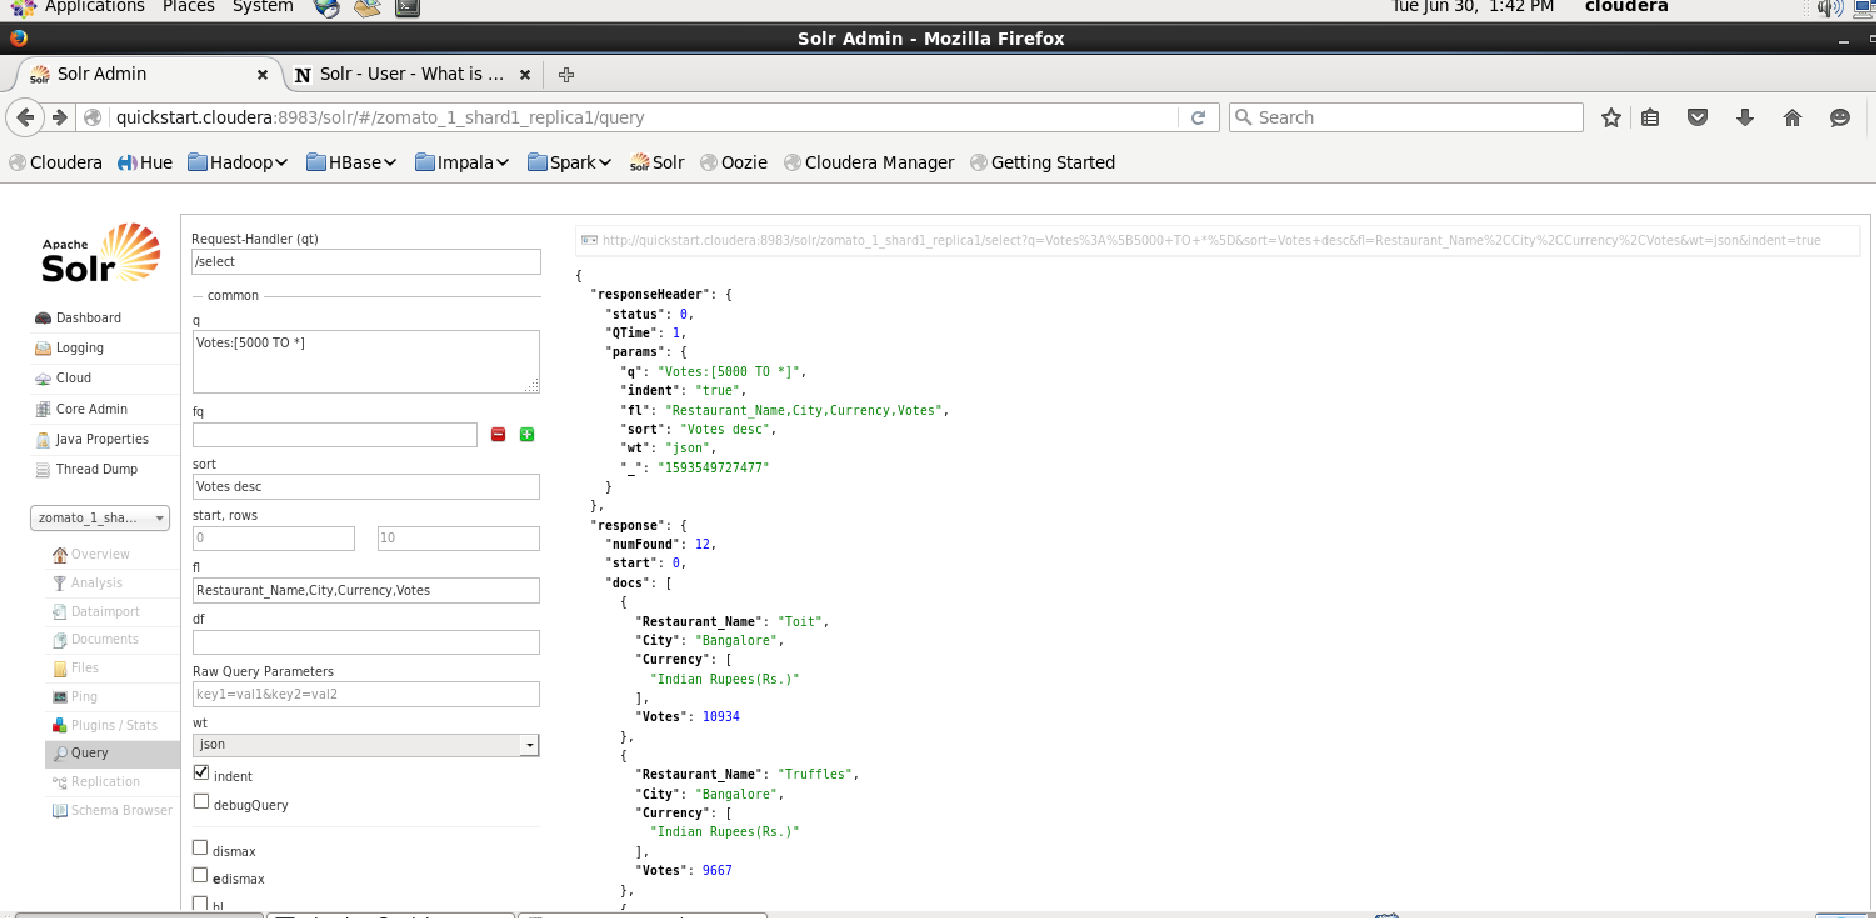 Applications Places System Tue Jun 30, 1:42 PM cloudera
Solr Admin - Mozilla Firefox
Solr Admin Solr - User - What is ...
quickstart.cloudera:8983/solr/#/zomato_1_shard1_replica1/query Search
Cloudera Hue Hadoop HBase Impala Spark Solr Oozie Cloudera Manager Getting Started
Apache
Solr
Dashboard
Logging
Cloud
Core Admin
Java Properties
Thread Dump
zomato_1_sha...
Overview
Analysis
Dataimport
Documents
Files
Ping
Plugins / Stats
Query
Replication
Schema Browser
Request-Handler (qt)
/select
common
q
Votes:[5000 TO *]
fq
sort
Votes desc
start, rows
0 10
fl
Restaurant_Name,City,Currency,Votes
df
Raw Query Parameters
key1=val1&key2=val2
wt
json
indent
debugQuery
dismax
edismax
hl
http://quickstart.cloudera:8983/solr/zomato_1_shard1_replica1/select?q=Votes%3A%5B5000+TO+*%5D&sort=Votes+desc&fl=Restaurant_Name%2CCity%2CCurrency%2CVotes&wt=json&indent=true
{
"responseHeader": {
"status": 0,
"QTime": 1,
"params": {
"q": "Votes:[5000 TO *]",
"indent": "true",
"fl": "Restaurant_Name,City,Currency,Votes",
"sort": "Votes desc",
"wt": "json",
"_": "1593549727477"
}
},
"response": {
"numFound": 12,
"start": 0,
"docs": [
{
"Restaurant_Name": "Toit",
"City": "Bangalore",
"Currency": [
"Indian Rupees(Rs.)"
],
"Votes": 10934
},
{
"Restaurant_Name": "Truffles",
"City": "Bangalore",
"Currency": [
"Indian Rupees(Rs.)"
],
"Votes": 9667
},
{